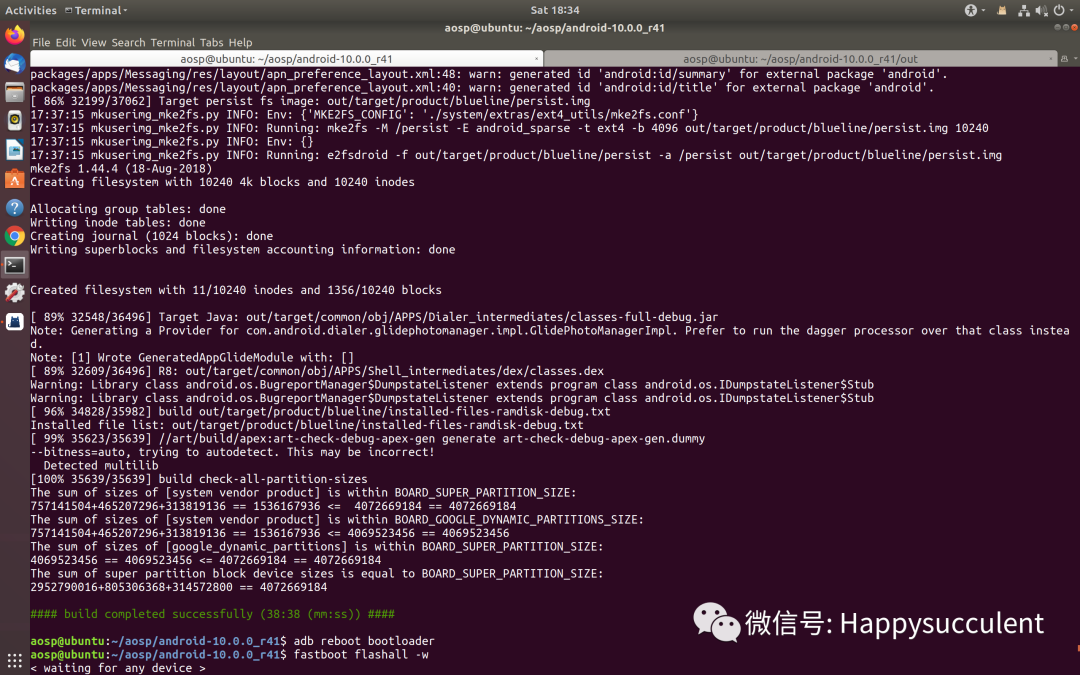 Activities Terminal Sat 18:34
aosp@ubuntu: ~/aosp/android-10.0.0_r41
File Edit View Search Terminal Tabs Help
aosp@ubuntu: ~/aosp/android-10.0.0_r41 aosp@ubuntu: ~/aosp/android-10.0.0_r41/out
packages/apps/Messaging/res/layout/apn_preference_layout.xml:48: warn: generated id 'android:id/summary' for external package 'android'.
packages/apps/Messaging/res/layout/apn_preference_layout.xml:40: warn: generated id 'android:id/title' for external package 'android'.
[ 86% 32199/37062] Target persist fs image: out/target/product/blueline/persist.img
17:37:15 mkuserimg_mke2fs.py INFO: Env: {'MKE2FS_CONFIG': './system/extras/ext4_utils/mke2fs.conf'}
17:37:15 mkuserimg_mke2fs.py INFO: Running: mke2fs -M /persist -E android_sparse -t ext4 -b 4096 out/target/product/blueline/persist.img 10240
17:37:15 mkuserimg_mke2fs.py INFO: Env: {}
17:37:15 mkuserimg_mke2fs.py INFO: Running: e2fsdroid -f out/target/product/blueline/persist -a /persist out/target/product/blueline/persist.img
mke2fs 1.44.4 (18-Aug-2018)
Creating filesystem with 10240 4k blocks and 10240 inodes
Allocating group tables: done
Writing inode tables: done
Creating journal (1024 blocks): done
Writing superblocks and filesystem accounting information: done
Created filesystem with 11/10240 inodes and 1356/10240 blocks
[ 89% 32548/36496] Target Java: out/target/common/obj/APPS/Dialer_intermediates/classes-full-debug.jar
Note: Generating a Provider for com.android.dialer.glidephotomanager.impl.GlidePhotoManagerImpl. Prefer to run the dagger processor over that class instea
d.
Note: [1] Wrote GeneratedAppGlideModule with: []
[ 89% 32609/36496] R8: out/target/common/obj/APPS/Shell_intermediates/dex/classes.dex
Warning: Library class android.os.BugreportManager$DumpstateListener extends program class android.os.IDumpstateListener$Stub
Warning: Library class android.os.BugreportManager$DumpstateListener extends program class android.os.IDumpstateListener$Stub
[ 96% 34828/35982] build out/target/product/blueline/installed-files-ramdisk-debug.txt
Installed file list: out/target/product/blueline/installed-files-ramdisk-debug.txt
[ 99% 35623/35639] //art/build/apex:art-check-debug-apex-gen generate art-check-debug-apex-gen.dummy
--bitness=auto, trying to autodetect. This may be incorrect!
Detected multilib
[100% 35639/35639] build check-all-partition-sizes
The sum of sizes of [system vendor product] is within BOARD_SUPER_PARTITION_SIZE:
757141504+465207296+313819136 == 1536167936 <= 4072669184 == 4072669184
The sum of sizes of [system vendor product] is within BOARD_GOOGLE_DYNAMIC_PARTITIONS_SIZE:
757141504+465207296+313819136 == 1536167936 <= 4069523456 == 4069523456
The sum of sizes of [google_dynamic_partitions] is within BOARD_SUPER_PARTITION_SIZE:
4069523456 == 4069523456 <= 4072669184 == 4072669184
The sum of super partition block device sizes is equal to BOARD_SUPER_PARTITION_SIZE:
2952790016+805306368+314572800 == 4072669184
#### build completed successfully (38:38 (mm:ss)) ####
微信号: Happysucculent
aosp@ubuntu:~/aosp/android-10.0.0_r41$ adb reboot bootloader
aosp@ubuntu:~/aosp/android-10.0.0_r41$ fastboot flashall -w
< waiting for any device >